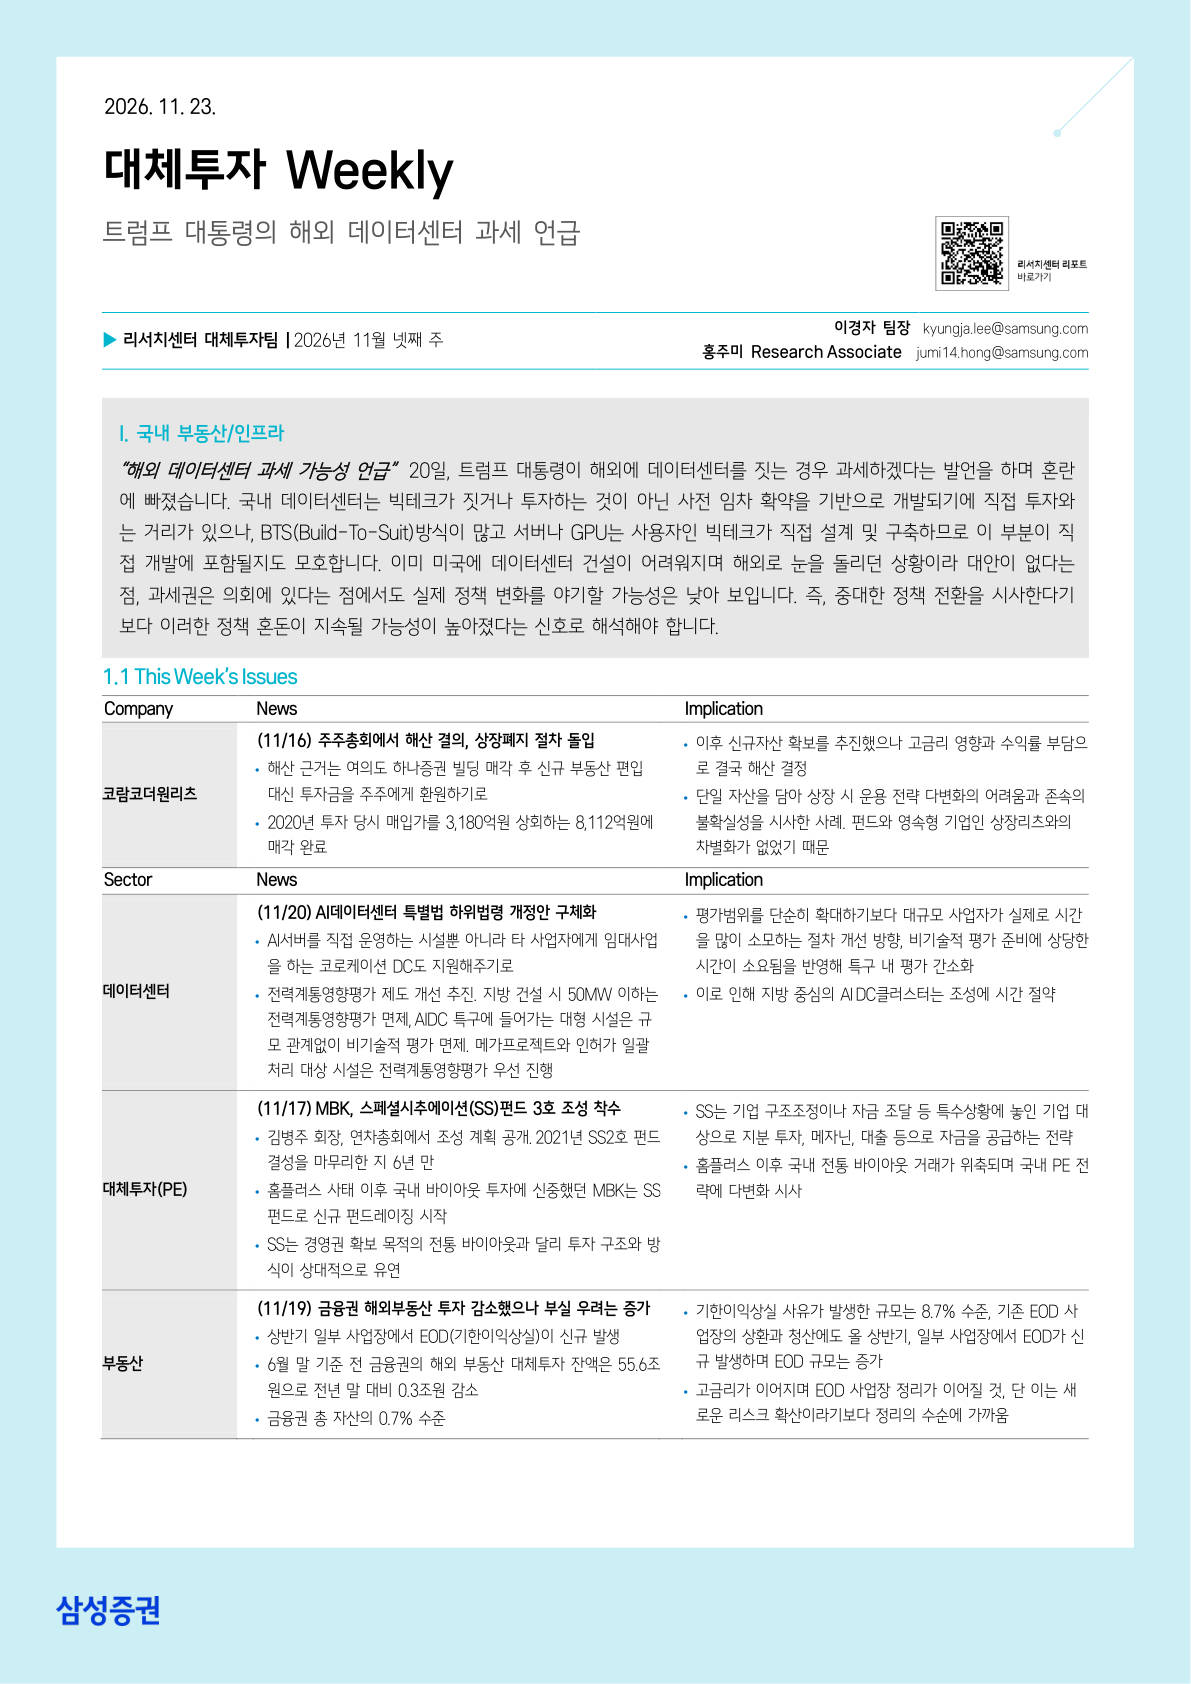 2026. 11. 23.
대체투자 Weekly
트럼프 대통령의 해외 데이터센터 과세 언급
리서치센터 리포트
바로가기
▶ 리서치센터 대체투자팀 | 2026년 11월 넷째 주
이경자 팀장 kyungja.lee@samsung.com
홍주미 Research Associate jumi14.hong@samsung.com
I. 국내 부동산/인프라
“해외 데이터센터 과세 가능성 언급” 20일, 트럼프 대통령이 해외에 데이터센터를 짓는 경우 과세하겠다는 발언을 하며 혼란
에 빠졌습니다. 국내 데이터센터는 빅테크가 짓거나 투자하는 것이 아닌 사전 임차 확약을 기반으로 개발되기에 직접 투자와
는 거리가 있으나, BTS(Build-To-Suit)방식이 많고 서버나 GPU는 사용자인 빅테크가 직접 설계 및 구축하므로 이 부분이 직
접 개발에 포함될지도 모호합니다. 이미 미국에 데이터센터 건설이 어려워지며 해외로 눈을 돌리던 상황이라 대안이 없다는
점, 과세권은 의회에 있다는 점에서도 실제 정책 변화를 야기할 가능성은 낮아 보입니다. 즉, 중대한 정책 전환을 시사한다기
보다 이러한 정책 혼돈이 지속될 가능성이 높아졌다는 신호로 해석해야 합니다.
1.1 This Week’s Issues
Company News Implication
코람코더원리츠
(11/16) 주주총회에서 해산 결의, 상장폐지 절차 돌입
• 해산 근거는 여의도 하나증권 빌딩 매각 후 신규 부동산 편입
대신 투자금을 주주에게 환원하기로
• 2020년 투자 당시 매입가를 3,180억원 상회하는 8,112억원에
매각 완료
• 이후 신규자산 확보를 추진했으나 고금리 영향과 수익률 부담으
로 결국 해산 결정
• 단일 자산을 담아 상장 시 운용 전략 다변화의 어려움과 존속의
불확실성을 시사한 사례. 펀드와 영속형 기업인 상장리츠와의
차별화가 없었기 때문
Sector News Implication
데이터센터
(11/20) AI데이터센터 특별법 하위법령 개정안 구체화
• AI서버를 직접 운영하는 시설뿐 아니라 타 사업자에게 임대사업
을 하는 코로케이션 DC도 지원해주기로
• 전력계통영향평가 제도 개선 추진. 지방 건설 시 50MW 이하는
전력계통영향평가 면제, AIDC 특구에 들어가는 대형 시설은 규
모 관계없이 비기술적 평가 면제. 메가프로젝트와 인허가 일괄
처리 대상 시설은 전력계통영향평가 우선 진행
• 평가범위를 단순히 확대하기보다 대규모 사업자가 실제로 시간
을 많이 소모하는 절차 개선 방향, 비기술적 평가 준비에 상당한
시간이 소요됨을 반영해 특구 내 평가 간소화
• 이로 인해 지방 중심의 AI DC클러스터는 조성에 시간 절약
대체투자(PE)
(11/17) MBK, 스페셜시추에이션(SS)펀드 3호 조성 착수
• 김병주 회장, 연차총회에서 조성 계획 공개. 2021년 SS2호 펀드
결성을 마무리한 지 6년 만
• 홈플러스 사태 이후 국내 바이아웃 투자에 신중했던 MBK는 SS
펀드로 신규 펀드레이징 시작
• SS는 경영권 확보 목적의 전통 바이아웃과 달리 투자 구조와 방
식이 상대적으로 유연
• SS는 기업 구조조정이나 자금 조달 등 특수상황에 놓인 기업 대
상으로 지분 투자, 메자닌, 대출 등으로 자금을 공급하는 전략
• 홈플러스 이후 국내 전통 바이아웃 거래가 위축되며 국내 PE 전
략에 다변화 시사
부동산
(11/19) 금융권 해외부동산 투자 감소했으나 부실 우려는 증가
• 상반기 일부 사업장에서 EOD(기한이익상실)이 신규 발생
• 6월 말 기준 전 금융권의 해외 부동산 대체투자 잔액은 55.6조
원으로 전년 말 대비 0.3조원 감소
• 금융권 총 자산의 0.7% 수준
• 기한이익상실 사유가 발생한 규모는 8.7% 수준, 기존 EOD 사
업장의 상환과 청산에도 올 상반기, 일부 사업장에서 EOD가 신
규 발생하며 EOD 규모는 증가
• 고금리가 이어지며 EOD 사업장 정리가 이어질 것, 단 이는 새
로운 리스크 확산이라기보다 정리의 수순에 가까움
삼성증권